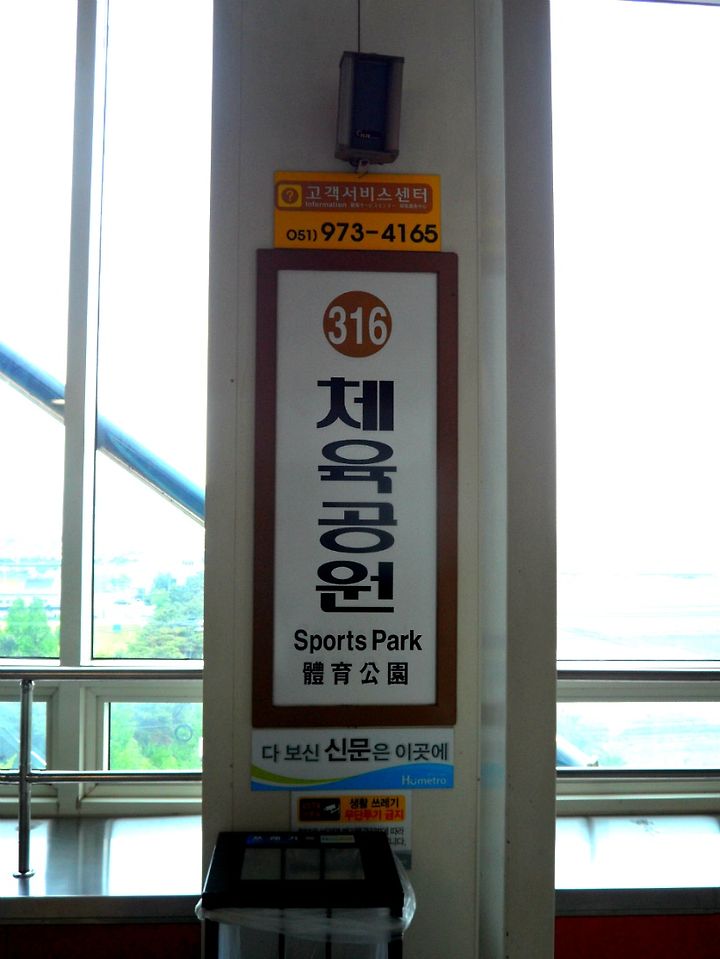 고객서비스센터
Information
051) 973-4165
316
체육공원
Sports Park
體育公園
다 보신 신문은 이곳에
Humetro
생활 쓰레기
무단투기 금지